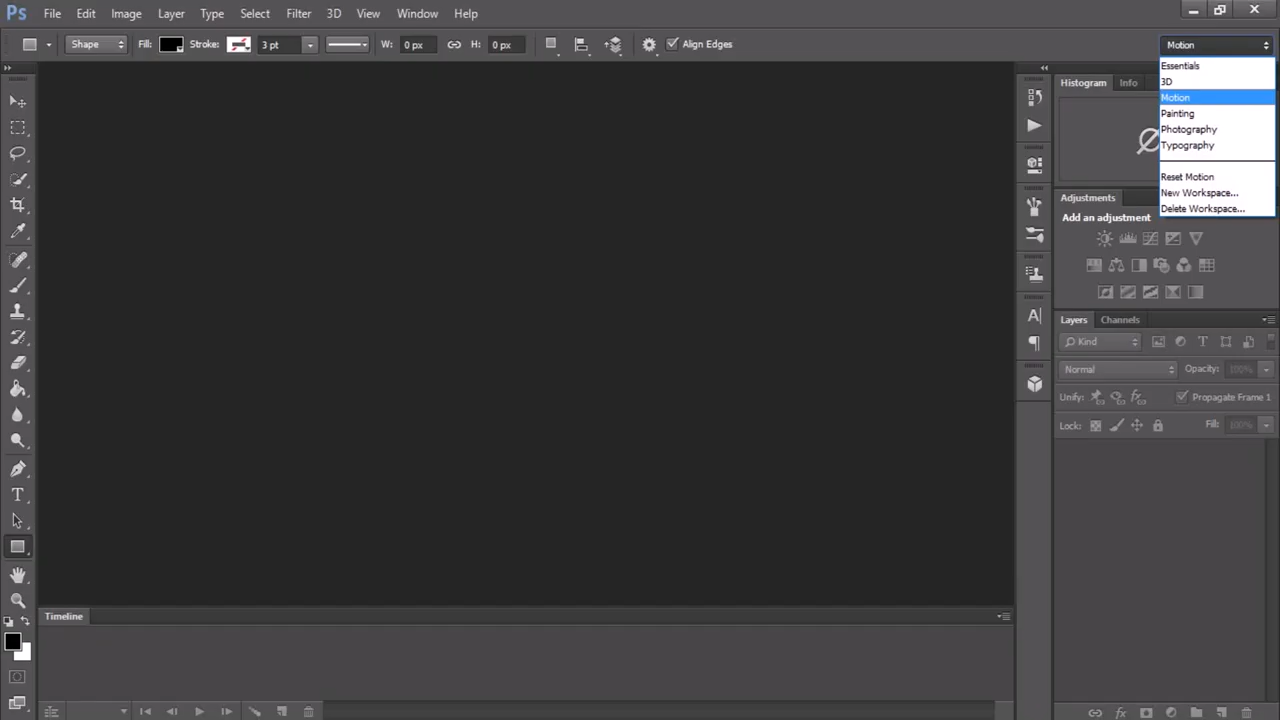 Ps File Edit Image Layer Type Select Filter 3D View Window Help
Shape Fill: Stroke: 3 pt W: 0 px H: 0 px Align Edges Motion
Essentials
3D
Motion
Painting
Photography
Typography
Reset Motion
New Workspace...
Delete Workspace...
Histogram Info
Adjustments
Add an adjustment
Layers Channels
Kind
Normal Opacity: 100%
Unify: Propagate Frame 1
Lock: Fill: 100%
Timeline